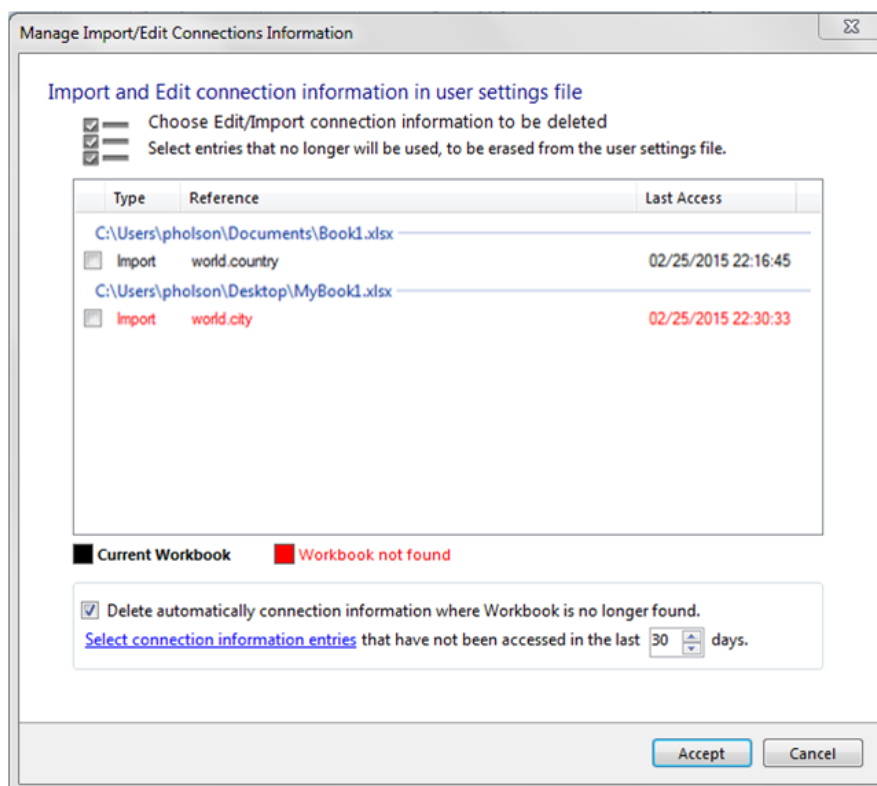 Manage Import/Edit Connections Information
Import and Edit connection information in user settings file
Choose Edit/Import connection information to be deleted
Select entries that no longer will be used, to be erased from the user settings file.
Type Reference Last Access
C:\Users\pholson\Documents\Book1.xlsx
Import world.country 02/25/2015 22:16:45
C:\Users\pholson\Desktop\MyBook1.xlsx
Import world.city 02/25/2015 22:30:33
Current Workbook Workbook not found
Delete automatically connection information where Workbook is no longer found.
Select connection information entries that have not been accessed in the last 30 days.
Accept Cancel